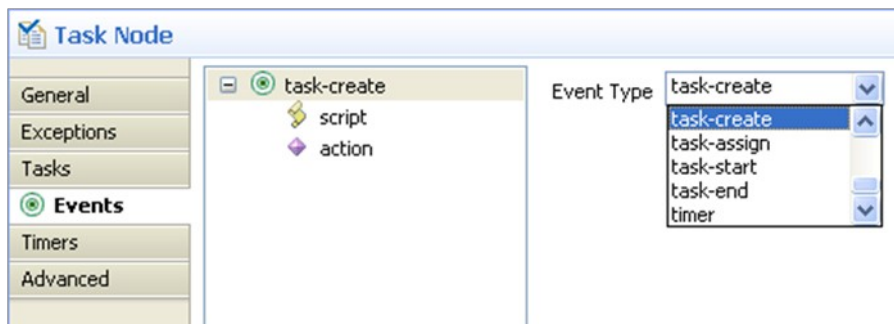 Task Node
General
Exceptions
Tasks
Events
Timers
Advanced
task-create
script
action
Event Type
task-create
task-create
task-assign
task-start
task-end
timer